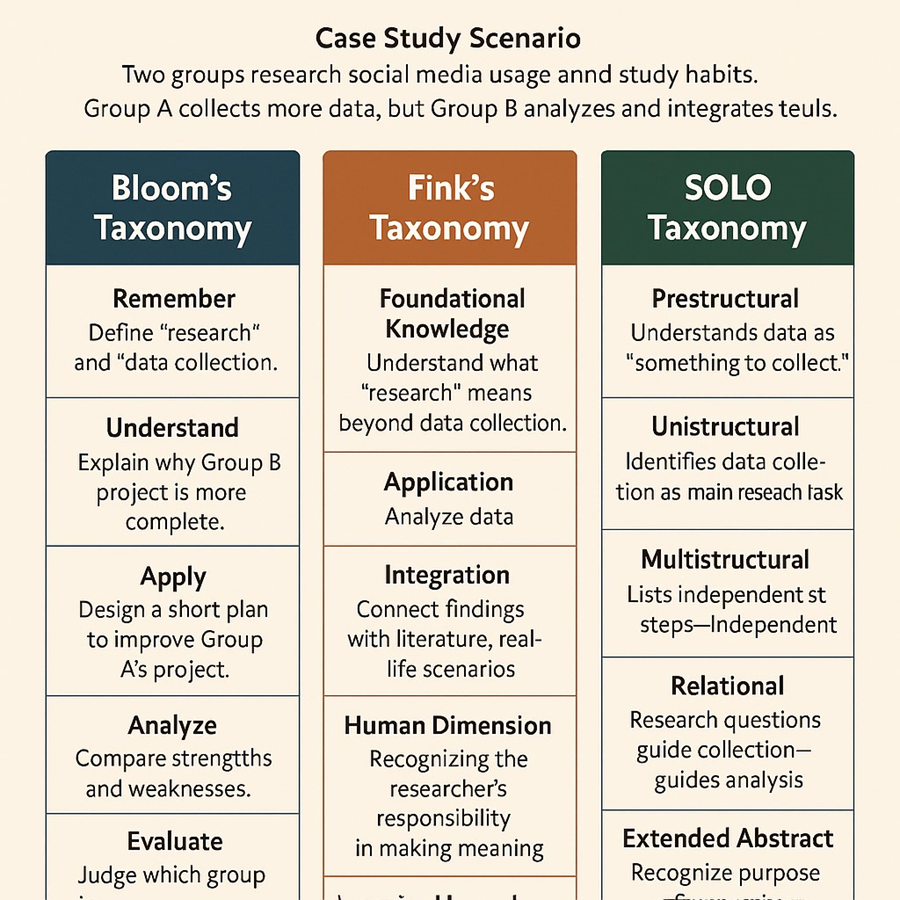 Case Study Scenario
Two groups research social media usage annd study habits.
Group A collects more data, but Group B analyzes and integrates teuls.
Bloom's
Taxonomy
Remember
Define "research"
and "data collection.
Understand
Explain why Group B
project is more
complete.
Apply
Design a short plan
to improve Group
A's project.
Analyze
Compare strengtths
and weaknesses.
Evaluate
Judge which group
Fink's
Taxonomy
Foundational
Knowledge
Understand what
"research" means
beyond data collection.
Application
Analyze data
Integration
Connect findings
with literature, real-
life scenarios
Human Dimension
Recognizing the
researcher's
responsibility
in making meaning
SOLO
Taxonomy
Prestructural
Understands data as
"something to collect."
Unistructural
Identifies data colle-
tion as main reseach lask
Multistructural
Lists independent st
steps—Independent
Relational
Research questions
guide collection—
guides analysis
Extended Abstract
Recognize purpose